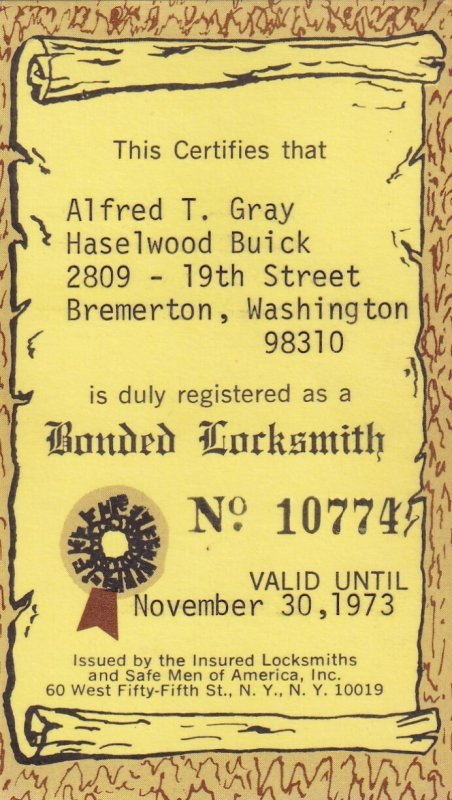 This Certifies that
Alfred T. Gray
Haselwood Buick
2809 - 19th Street
Bremerton, Washington
98310
is duly registered as a
Bonded Locksmith
Nº 10774
VALID UNTIL
November 30,1973
Issued by the Insured Locksmiths
and Safe Men of America, Inc.
60 West Fifty-Fifth St., N. Y., N. Y. 10019